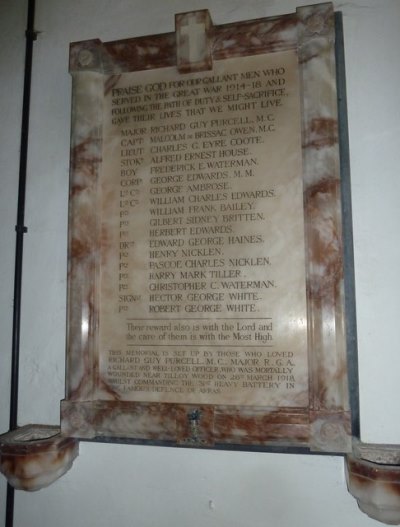 PRAISE GOD FOR OUR GALLANT MEN WHO
SERVED IN THE GREAT WAR 1914-18 AND
FOLLOWING THE PATH OF DUTY & SELF-SACRIFICE,
GAVE THEIR LIVES THAT WE MIGHT LIVE.
MAJOR RICHARD GUY PURCELL, M.C.
CAPT MALCOLM DE BRISSAC OWEN, M.C.
LIEUT CHARLES G. EYRE COOTE.
STOKR ALFRED ERNEST HOUSE.
BOY FREDERICK E. WATERMAN.
CORP GEORGE EDWARDS. M.M.
LCE CL GEORGE AMBROSE.
LCE CL WILLIAM CHARLES EDWARDS.
PTE WILLIAM FRANK BAILEY.
PTE GILBERT SIDNEY BRITTEN.
PTE HERBERT EDWARDS.
DRR EDWARD GEORGE HAINES.
PTE HENRY NICKLEN.
PTE PASCOE CHARLES NICKLEN.
PTE HARRY MARK TILLER.
PTE CHRISTOPHER C. WATERMAN.
SIGNR HECTOR GEORGE WHITE.
PTE ROBERT GEORGE WHITE.
Their reward also is with the Lord and
the care of them is with the Most High.
THIS MEMORIAL IS SET UP BY THOSE WHO LOVED
RICHARD GUY PURCELL, M.C., MAJOR R.G.A.
A GALLANT AND WELL-LOVED OFFICER, WHO WAS MORTALLY
WOUNDED NEAR TILLOY WOOD ON 28TH MARCH 1918,
WHILST COMMANDING THE HEAVY BATTERY IN
THE FAMOUS DEFENCE OF ARRAS.